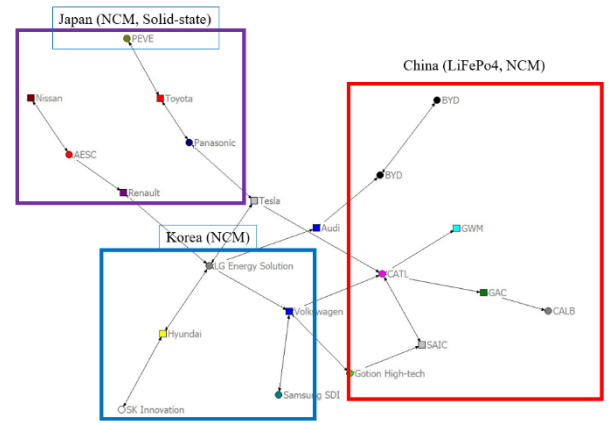 Japan (NCM, Solid-state)
PEVE
China (LiFePo4, NCM)
Nissan
Toyota
BYD
Panasonic
AESC
BYD
Renault
Tesla
Audi
GWM
Korea (NCM)
LG Energy Solution
CATL
GAC
Volkswagen
CALB
Hyundai
SAIC
Gotion High-tech
Samsung SDI
SK Innovation